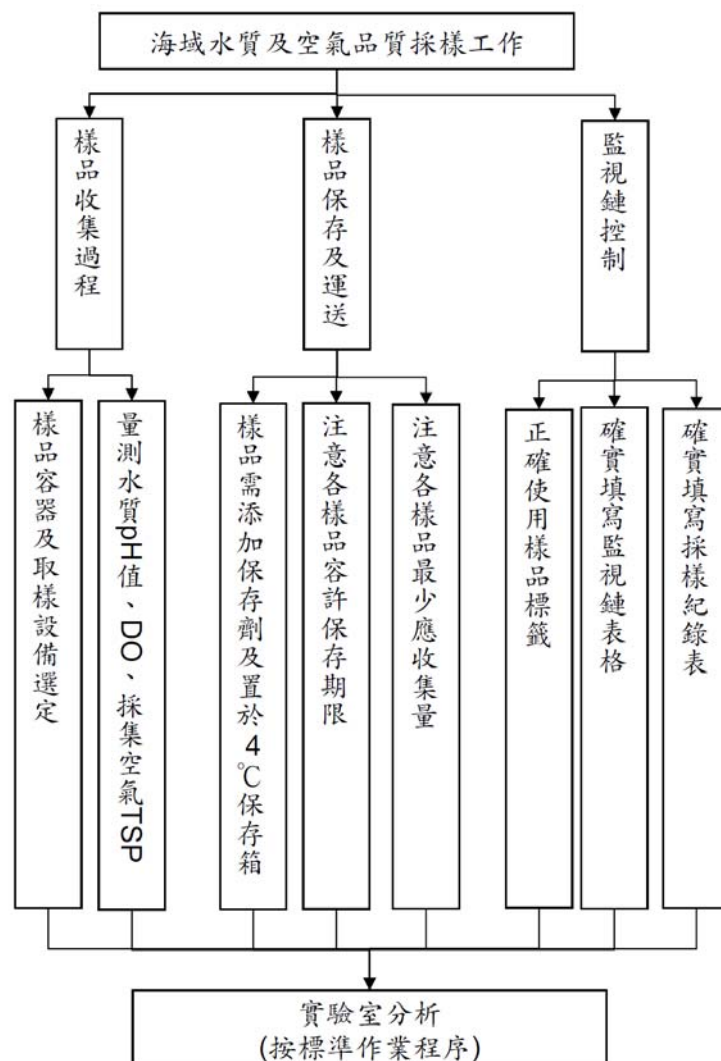 海域水質及空氣品質採樣工作
樣品收集過程
樣品保存及運送
監視鏈控制
樣品容器及取樣設備選定
量測水質pH值、DO、採集空氣TSP
樣品需添加保存劑及置於4℃保存箱
注意各樣品容許保存期限
注意各樣品最少應收集量
正確使用樣品標籤
確實填寫監視鏈表格
確實填寫採樣紀錄表
實驗室分析
(按標準作業程序)